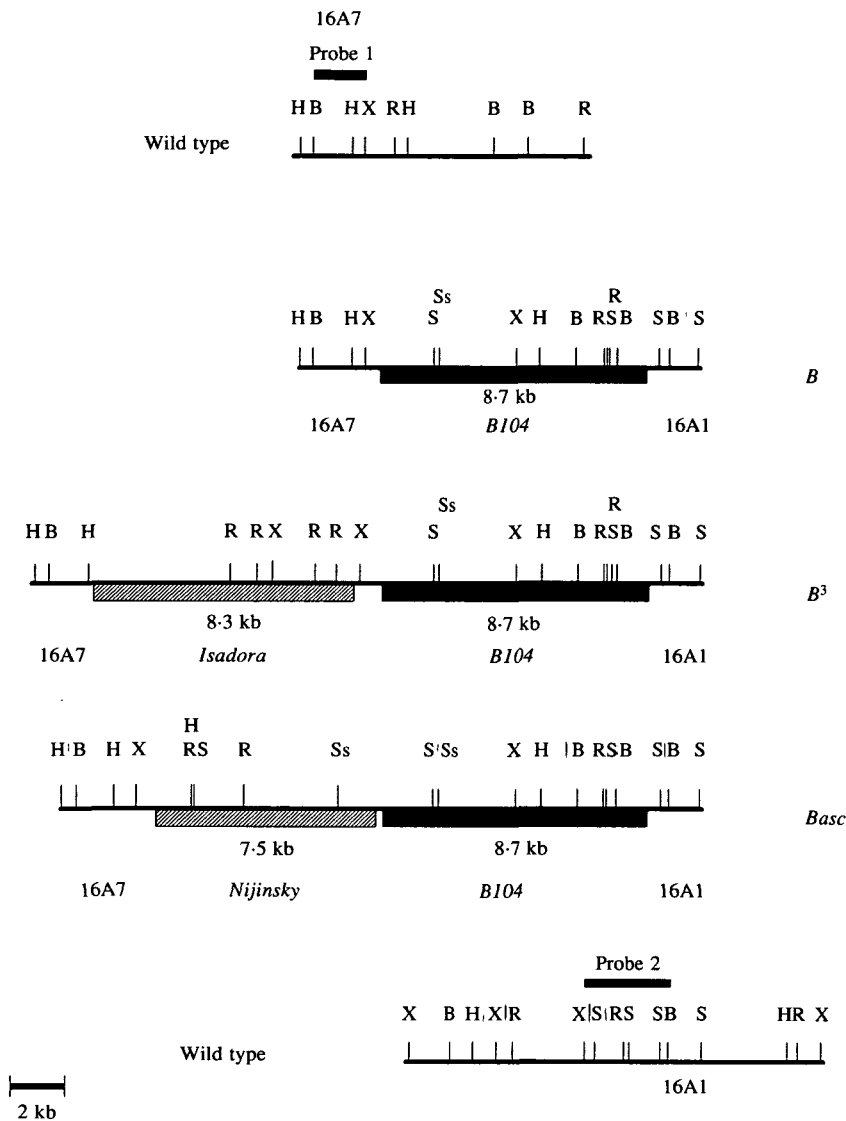 16A7
Probe 1
H B H X R H B B R
Wild type
Ss R
H B H X S X H B R S B S B S
B
8·7 kb
16A7 B104 16A1
Ss R
H B H R R X R R X S X H B R S B S B S
B³
8·3 kb 8·7 kb
16A7 Isadora B104 16A1
H
H B H X R S R Ss S Ss X H B R S B S B S
Basc
7·5 kb 8·7 kb
16A7 Nijinsky B104 16A1
Probe 2
X B H X R X S R S S B S H R X
Wild type
16A1
2 kb